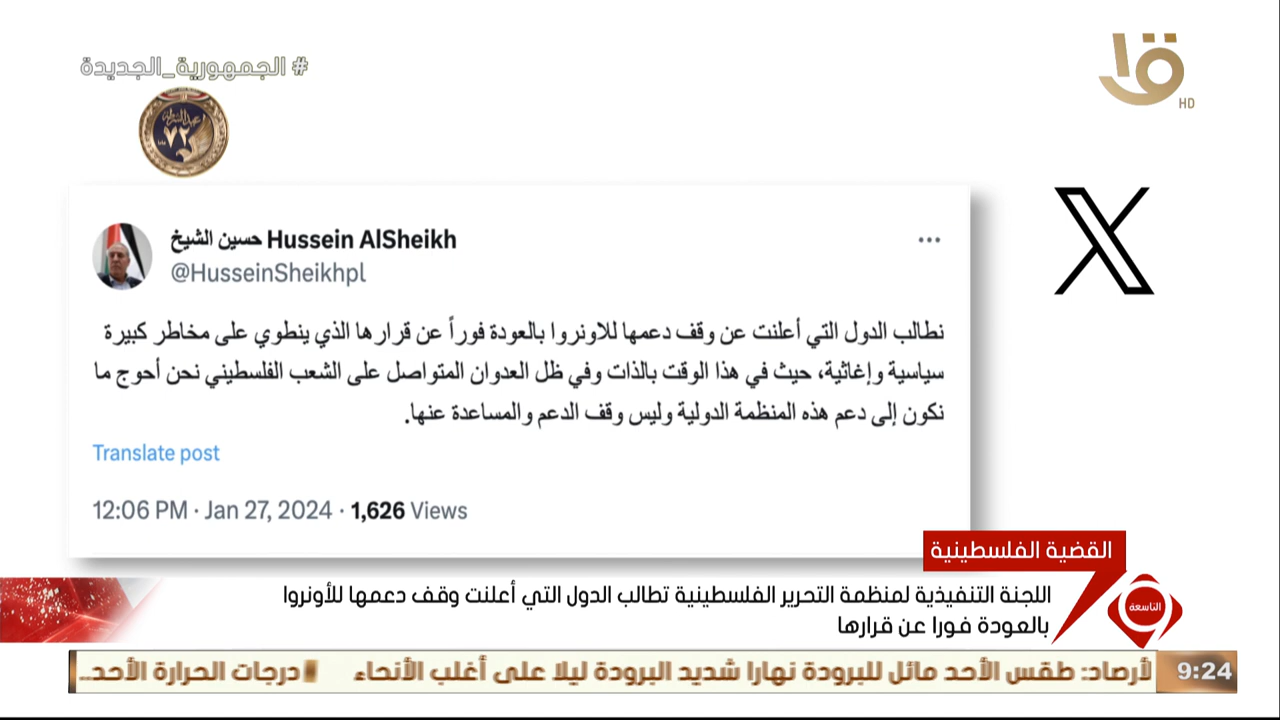 # الجمهورية_الجديدة
عيد الشرطة
٧٢
HD
حسين الشيخ Hussein AlSheikh
@HusseinSheikhpl
نطالب الدول التي أعلنت عن وقف دعمها للاونروا بالعودة فوراً عن قرارها الذي ينطوي على مخاطر كبيرة
سياسية وإغاثية، حيث في هذا الوقت بالذات وفي ظل العدوان المتواصل على الشعب الفلسطيني نحن أحوج ما
نكون إلى دعم هذه المنظمة الدولية وليس وقف الدعم والمساعدة عنها.
Translate post
12:06 PM · Jan 27, 2024 · 1,626 Views
القضية الفلسطينية
اللجنة التنفيذية لمنظمة التحرير الفلسطينية تطالب الدول التي أعلنت وقف دعمها للأونروا
بالعودة فورا عن قرارها
التاسعة
9:24
لأرصاد: طقس الأحد مائل للبرودة نهارا شديد البرودة ليلا على أغلب الأنحاء
درجات الحرارة الأحد..